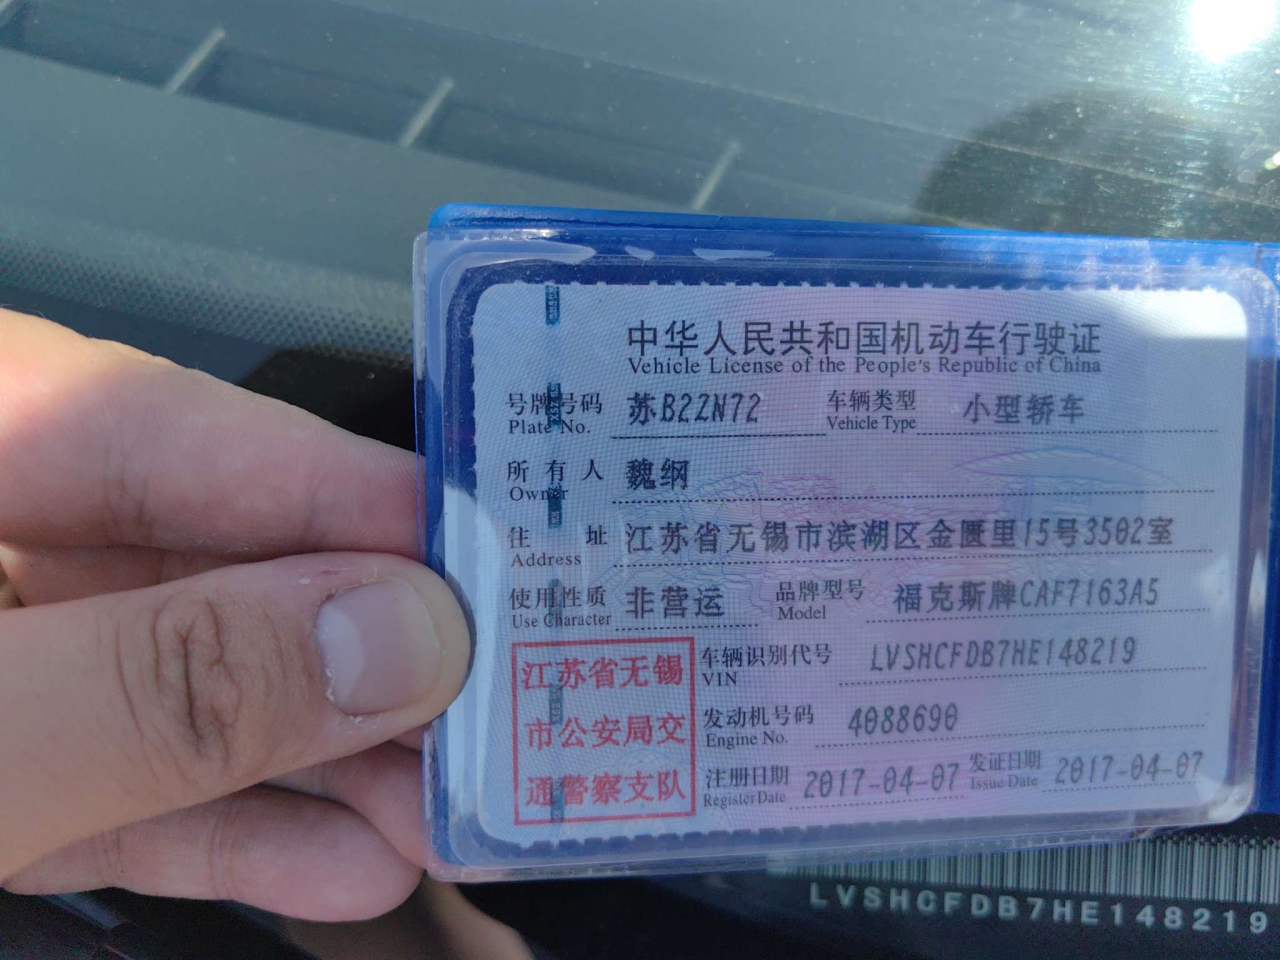 中华人民共和国机动车行驶证
Vehicle License of the People's Republic of China
号牌号码 苏B22N72 车辆类型 小型轿车
Plate No. Vehicle Type
所有人 魏纲
Owner
住址 江苏省无锡市滨湖区金匮里15号3502室
Address
使用性质 非营运 品牌型号 福克斯牌CAF7163A5
Use Character Model
江苏省无锡
市公安局交
通警察支队
车辆识别代号 LVSHCFDB7HE148219
VIN
发动机号码 4088690
Engine No.
注册日期 2017-04-07 发证日期 2017-04-07
Register Date Issue Date
LVSHCFDB7HE148219